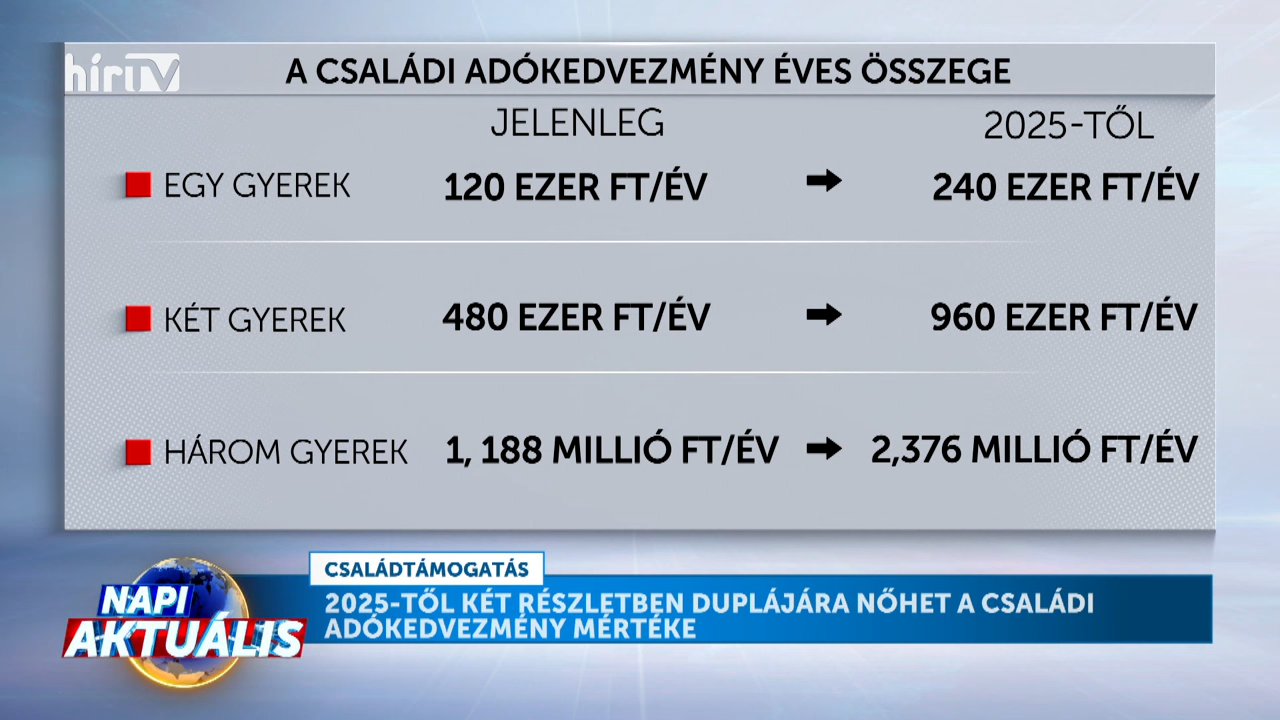 hírTV
A CSALÁDI ADÓKEDVEZMÉNY ÉVES ÖSSZEGE
JELENLEG 2025-TŐL
EGY GYEREK 120 EZER FT/ÉV 240 EZER FT/ÉV
KÉT GYEREK 480 EZER FT/ÉV 960 EZER FT/ÉV
HÁROM GYEREK 1, 188 MILLIÓ FT/ÉV 2,376 MILLIÓ FT/ÉV
CSALÁDTÁMOGATÁS
NAPI
AKTUÁLIS
2025-TŐL KÉT RÉSZLETBEN DUPLÁJÁRA NŐHET A CSALÁDI
ADÓKEDVEZMÉNY MÉRTÉKE